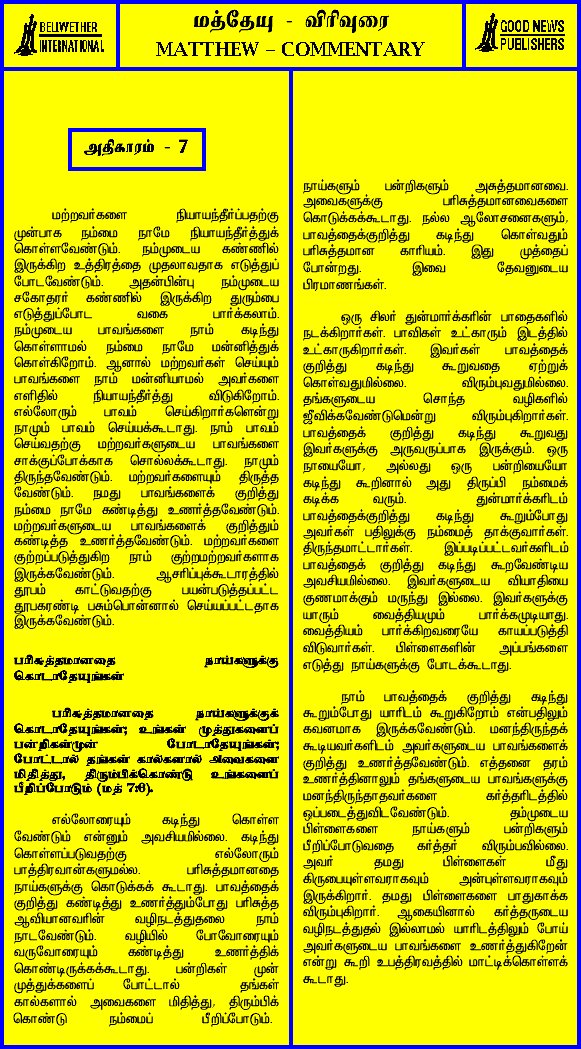 BELIWETHER
INTERNATIONAL
மத்தேயு - விரிவுரை
MATTHEW – COMMENTARY
GOOD NEWS
PUBLISHERS
அதிகாரம் - 7
மற்றவர்களை நியாயந்தீர்ப்பதற்கு
முன்பாக நம்மை நாமே நியாயந்தீர்த்துக்
கொள்ளவேண்டும். நம்முடைய கண்ணில்
இருக்கிற உத்திரத்தை முதலாவதாக எடுத்துப்
போடவேண்டும். அதன்பின்பு நம்முடைய
சகோதரர் கண்ணில் இருக்கிற துரும்பை
எடுத்துப்போட வகை பார்க்கலாம்.
நம்முடைய பாவங்களை நாம் கடிந்து
கொள்ளாமல் நம்மை நாமே மன்னித்துக்
கொள்கிறோம். ஆனால் மற்றவர்கள் செய்யும்
பாவங்களை நாம் மன்னியாமல் அவர்களை
எளிதில் நியாயந்தீர்த்து விடுகிறோம்.
எல்லோரும் பாவம் செய்கிறார்களென்று
நாமும் பாவம் செய்யக்கூடாது. நாம் பாவம்
செய்வதற்கு மற்றவர்களுடைய பாவங்களை
சாக்குப்போக்காக சொல்லக்கூடாது. நாமும்
திருந்தவேண்டும். மற்றவர்களையும் திருத்த
வேண்டும். நமது பாவங்களைக் குறித்து
நம்மை நாமே கண்டித்து உணர்த்தவேண்டும்.
மற்றவர்களுடைய பாவங்களைக் குறித்தும்
கண்டித்த உணர்த்தவேண்டும். மற்றவர்களை
குற்றப்படுத்துகிற நாம் குற்றமற்றவர்களாக
இருக்கவேண்டும். ஆசரிப்புக்கூடாரத்தில்
தூபம் காட்டுவதற்கு பயன்படுத்தப்பட்ட
தூபகரண்டி பசும்பொன்னால் செய்யப்பட்டதாக
இருக்கவேண்டும்.
பரிசுத்தமானதை நாய்களுக்கு
கொடாதேயுங்கள்
பரிசுத்தமானதை நாய்களுக்குக்
கொடாதேயுங்கள்; உங்கள் முத்துகளைப்
பன்றிகள்முன் போடாதேயுங்கள்;
போட்டால் தங்கள் கால்களால் அவைகளை
மிதித்து, திரும்பிக்கொண்டு உங்களைப்
பீறிப்போடும் (மத் 7:6).
எல்லோரையும் கடிந்து கொள்ள
வேண்டும் என்னும் அவசியமில்லை. கடிந்து
கொள்ளப்படுவதற்கு எல்லோரும்
பாத்திரவான்களுமல்ல. பரிசுத்தமானதை
நாய்களுக்கு கொடுக்கக் கூடாது. பாவத்தைக்
குறித்து கண்டித்து உணர்த்தும்போது பரிசுத்த
ஆவியானவரின் வழிநடத்துதலை நாம்
நாடவேண்டும். வழியில் போவோரையும்
வருவோரையும் கண்டித்து உணர்த்திக்
கொண்டிருக்கக்கூடாது. பன்றிகள் முன்
முத்துக்களைப் போட்டால் தங்கள்
கால்களால் அவைகளை மிதித்து, திரும்பிக்
கொண்டு நம்மைப் பீறிப்போடும்.
நாய்களும் பன்றிகளும் அசுத்தமானவை.
அவைகளுக்கு பரிசுத்தமானவைகளை
கொடுக்கக்கூடாது. நல்ல ஆலோசனைகளும்,
பாவத்தைக்குறித்து கடிந்து கொள்வதும்
பரிசுத்தமான காரியம். இது முத்தைப்
போன்றது. இவை தேவனுடைய
பிரமாணங்கள்.
ஒரு சிலர் துன்மார்க்கரின் பாதைகளில்
நடக்கிறார்கள். பாவிகள் உட்காரும் இடத்தில்
உட்காருகிறார்கள். இவர்கள் பாவத்தைக்
குறித்து கடிந்து கூறுவதை ஏற்றுக்
கொள்வதுமில்லை. விரும்புவதுமில்லை.
தங்களுடைய சொந்த வழிகளில்
ஜீவிக்கவேண்டுமென்று விரும்புகிறார்கள்.
பாவத்தைக் குறித்து கடிந்து கூறுவது
இவர்களுக்கு அருவருப்பாக இருக்கும். ஒரு
நாயையோ, அல்லது ஒரு பன்றியையோ
கடிந்து கூறினால் அது திருப்பி நம்மைக்
கடிக்க வரும். துன்மார்க்கரிடம்
பாவத்தைக்குறித்து கடிந்து கூறும்போது
அவர்கள் பதிலுக்கு நம்மைத் தாக்குவார்கள்.
திருந்தமாட்டார்கள். இப்படிப்பட்டவர்களிடம்
பாவத்தைக் குறித்து கடிந்து கூறவேண்டிய
அவசியமில்லை. இவர்களுடைய வியாதியை
குணமாக்கும் மருந்து இல்லை. இவர்களுக்கு
யாரும் வைத்தியமும் பார்க்கமுடியாது.
வைத்தியம் பார்க்கிறவரையே காயப்படுத்தி
விடுவார்கள். பிள்ளைகளின் அப்பங்களை
எடுத்து நாய்களுக்கு போடக்கூடாது.
நாம் பாவத்தைக் குறித்து கடிந்து
கூறும்போது யாரிடம் கூறுகிறோம் என்பதிலும்
கவனமாக இருக்கவேண்டும். மனந்திருந்தக்
கூடியவர்களிடம் அவர்களுடைய பாவங்களைக்
குறித்து உணர்த்தவேண்டும். எத்தனை தரம்
உணர்த்தினாலும் தங்களுடைய பாவங்களுக்கு
மனந்திருந்தாதவர்களை கர்த்தரிடத்தில்
ஒப்படைத்துவிடவேண்டும். தம்முடைய
பிள்ளைகளை நாய்களும் பன்றிகளும்
பீறிப்போடுவதை கர்த்தர் விரும்பவில்லை.
அவர் தமது பிள்ளைகள் மீது
கிருபையுள்ளவராகவும் அன்புள்ளவராகவும்
இருக்கிறார். தமது பிள்ளைகளை பாதுகாக்க
விரும்புகிறார். ஆகையினால் கர்த்தருடைய
வழிநடத்துதல் இல்லாமல் யாரிடத்திலும் போய்
அவர்களுடைய பாவங்களை உணர்த்துகிறேன்
என்று கூறி உபத்திரவத்தில் மாட்டிக்கொள்ளக்
கூடாது.